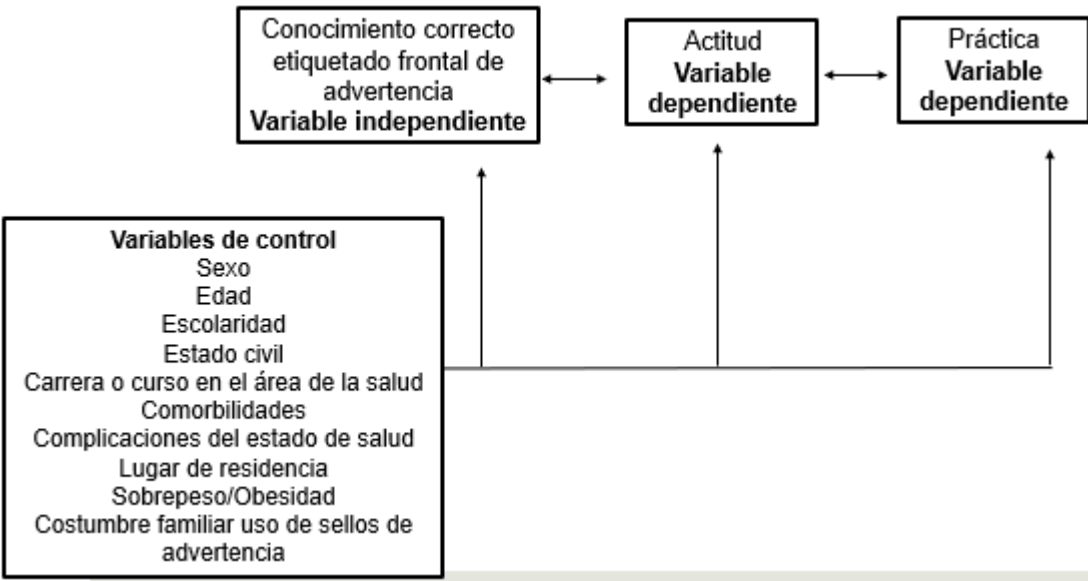 Conocimiento correcto
etiquetado frontal de
advertencia
Variable independiente
Actitud
Variable
dependiente
Práctica
Variable
dependiente
Variables de control
Sexo
Edad
Escolaridad
Estado civil
Carrera o curso en el área de la salud
Comorbilidades
Complicaciones del estado de salud
Lugar de residencia
Sobrepeso/Obesidad
Costumbre familiar uso de sellos de
advertencia